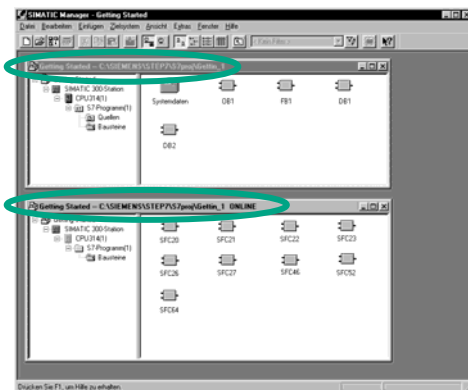 SIMATIC Manager - Getting Started
Datei Bearbeiten Einfügen Zielsystem Ansicht Extras Fenster Hilfe
< Kein Filter >
Getting Started -- C:\SIEMENS\STEP7\S7proj\Gettin_1
SIMATIC 300-Station
CPU314(1)
S7-Programm(1)
Quellen
Bausteine
Systemdaten OB1 FB1 DB1
DB2
Getting Started -- C:\SIEMENS\STEP7\S7proj\Gettin_1 ONLINE
SIMATIC 300-Station
CPU314(1)
S7-Programm(1)
Bausteine
SFC20 SFC21 SFC22 SFC23
SFC26 SFC27 SFC46 SFC52
SFC64
Drücken Sie F1, um Hilfe zu erhalten.